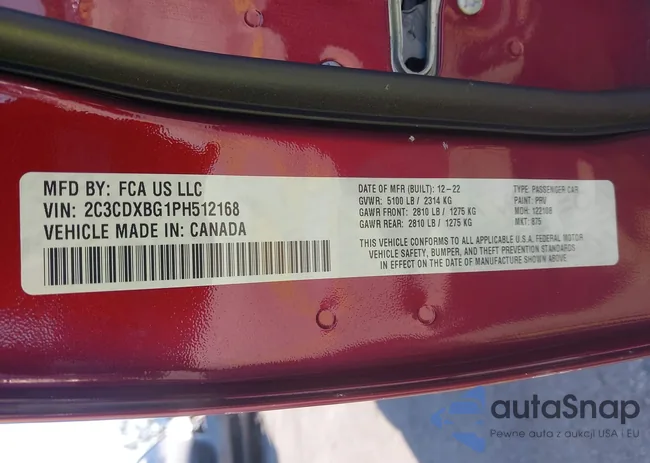 MFD BY: FCA US LLC
VIN: 2C3CDXBG1PH512168
VEHICLE MADE IN: CANADA
DATE OF MFR (BUILT): 12-22
GVWR: 5100 LB / 2314 KG
GAWR FRONT: 2810 LB / 1275 KG
GAWR REAR: 2810 LB / 1275 KG
TYPE: PASSENGER CAR
PAINT: PRV
MDH: 122108
MKT: 875
THIS VEHICLE CONFORMS TO ALL APPLICABLE U.S.A. FEDERAL MOTOR
VEHICLE SAFETY, BUMPER, AND THEFT PREVENTION STANDARDS
IN EFFECT ON THE DATE OF MANUFACTURE SHOWN ABOVE
autaSnap
Pewne auta z aukcji USA i EU